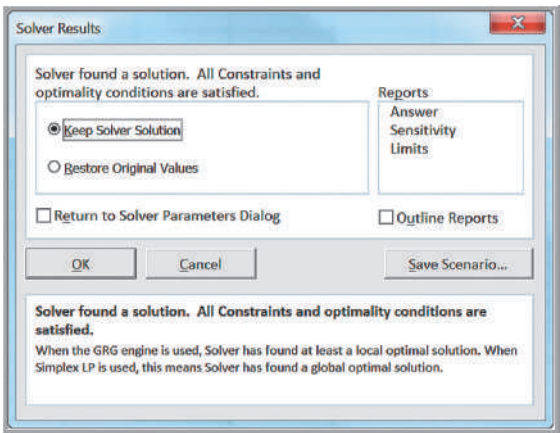 Solver Results
Solver found a solution. All Constraints and
optimality conditions are satisfied.
Reports
Answer
Sensitivity
Limits
Keep Solver Solution
Restore Original Values
Return to Solver Parameters Dialog
Outline Reports
OK
Cancel
Save Scenario...
Solver found a solution. All Constraints and optimality conditions are
satisfied.
When the GRG engine is used, Solver has found at least a local optimal solution. When
Simplex LP is used, this means Solver has found a global optimal solution.